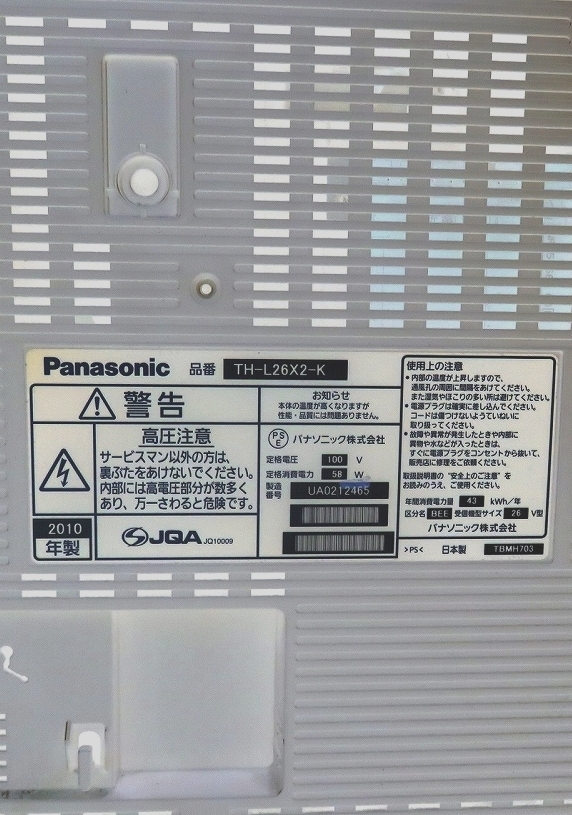 Panasonic 品番 TH-L26X2-K
警告
お知らせ
本体の温度が高くなりますが
性能・品質には問題ありません。
高圧注意
サービスマン以外の方は、
裏ぶたをあけないでください。
内部には高電圧部分が数多く
あり、万一さわると危険です。
2010
年製
JQA JQ10009
PS
E
パナソニック株式会社
定格電圧 100 V
定格消費電力 58 W
製造
番号 UA0212465
使用上の注意
•内部の温度が上昇しますので、
通風孔の周囲に間隔をあけてください。
また湿気やほこりの多い所は避けてください。
•電源プラグは確実に差し込んでください。
コードは傷つけないようていねいに
取り扱ってください。
•故障や異常が発生したときや内部に
異物や水などが入ったときは、
すぐに電源プラグをコンセントから抜いて、
販売店に修理をご依頼ください。
取扱説明書の"安全上のご注意"を
お読みのうえ、ご使用ください。
年間消費電力量 43 kWh/年
区分名 BEE 受信機型サイズ 26 V型
パナソニック株式会社
>PS< 日本製 TBMH703